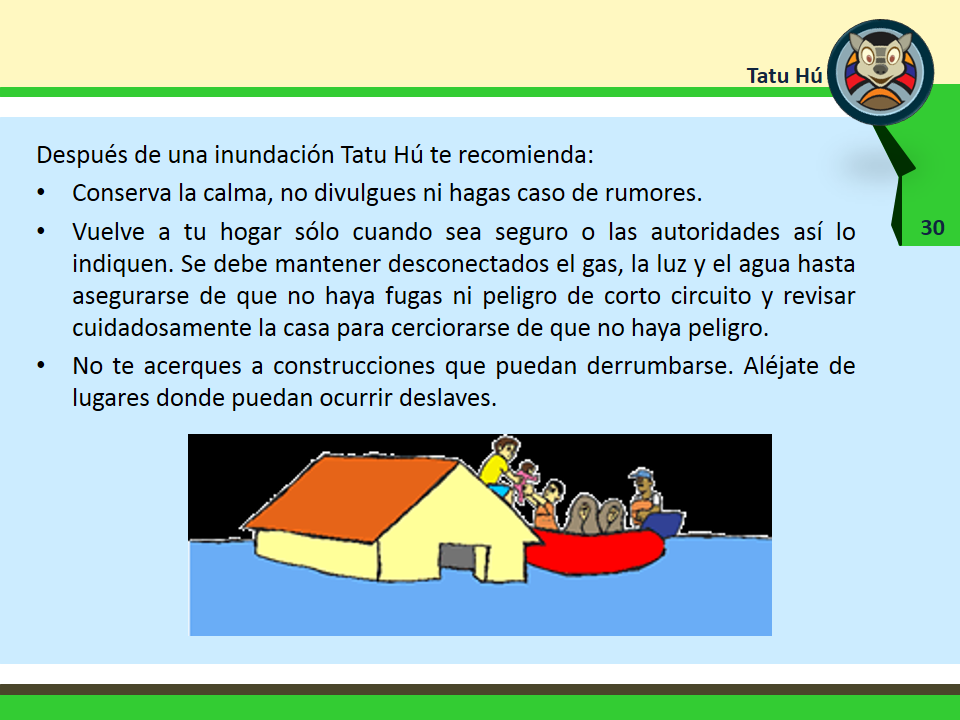 Tatu Hú
Después de una inundación Tatu Hú te recomienda:
• Conserva la calma, no divulgues ni hagas caso de rumores.
• Vuelve a tu hogar sólo cuando sea seguro o las autoridades así lo
indiquen. Se debe mantener desconectados el gas, la luz y el agua hasta
asegurarse de que no haya fugas ni peligro de corto circuito y revisar
cuidadosamente la casa para cerciorarse de que no haya peligro.
• No te acerques a construcciones que puedan derrumbarse. Aléjate de
lugares donde puedan ocurrir deslaves.
30